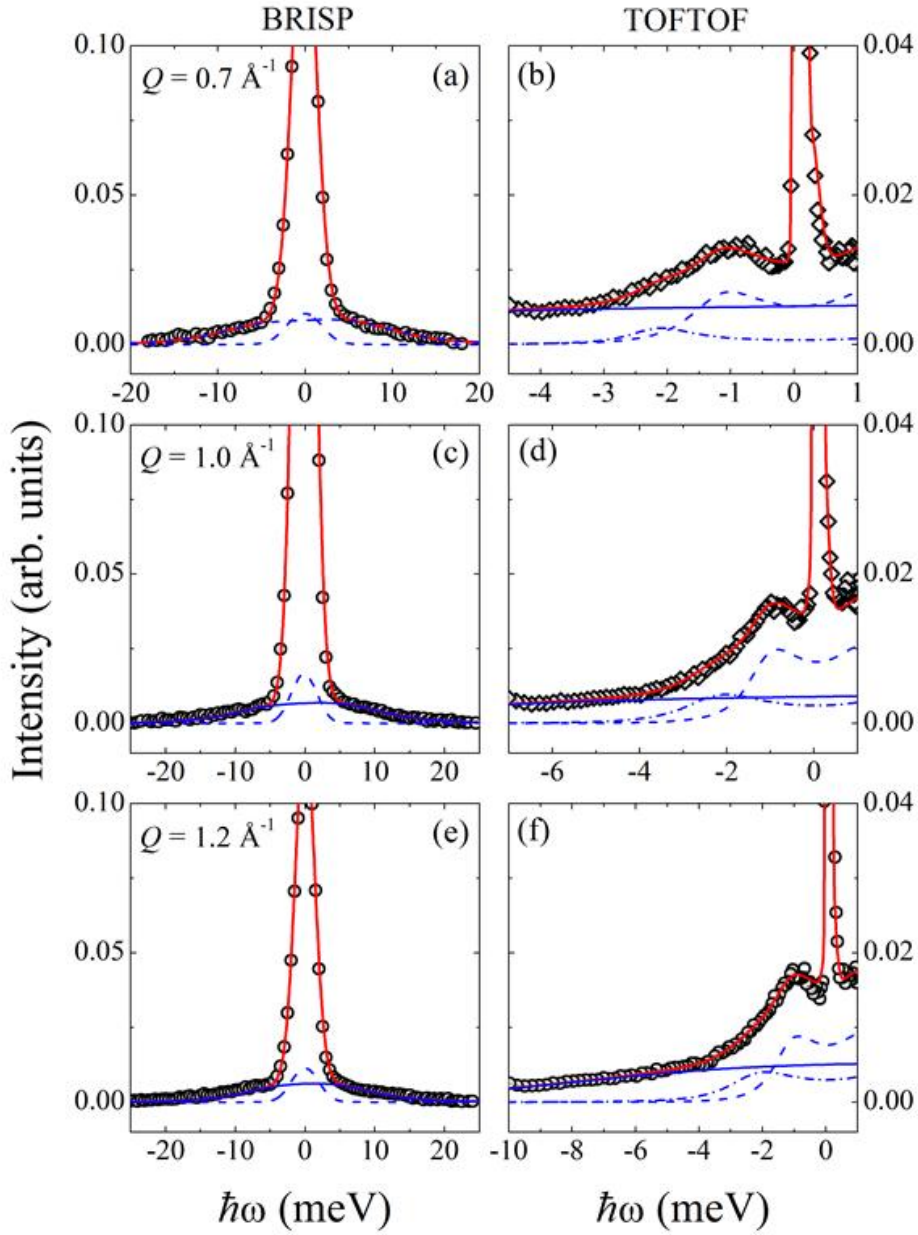 BRISP TOFTOF
0.10 0.04
Q = 0.7 Å⁻¹ (a) (b)
0.05 0.02
0.00 0.00
-20 -10 0 10 20 -4 -3 -2 -1 0 1
0.10 0.04
Q = 1.0 Å⁻¹ (c) (d)
0.05 0.02
0.00 0.00
-20 -10 0 10 20 -6 -4 -2 0
0.10 0.04
Q = 1.2 Å⁻¹ (e) (f)
0.05 0.02
0.00 0.00
-20 -10 0 10 20 -10 -8 -6 -4 -2 0
Intensity (arb. units)
ħω (meV) ħω (meV)